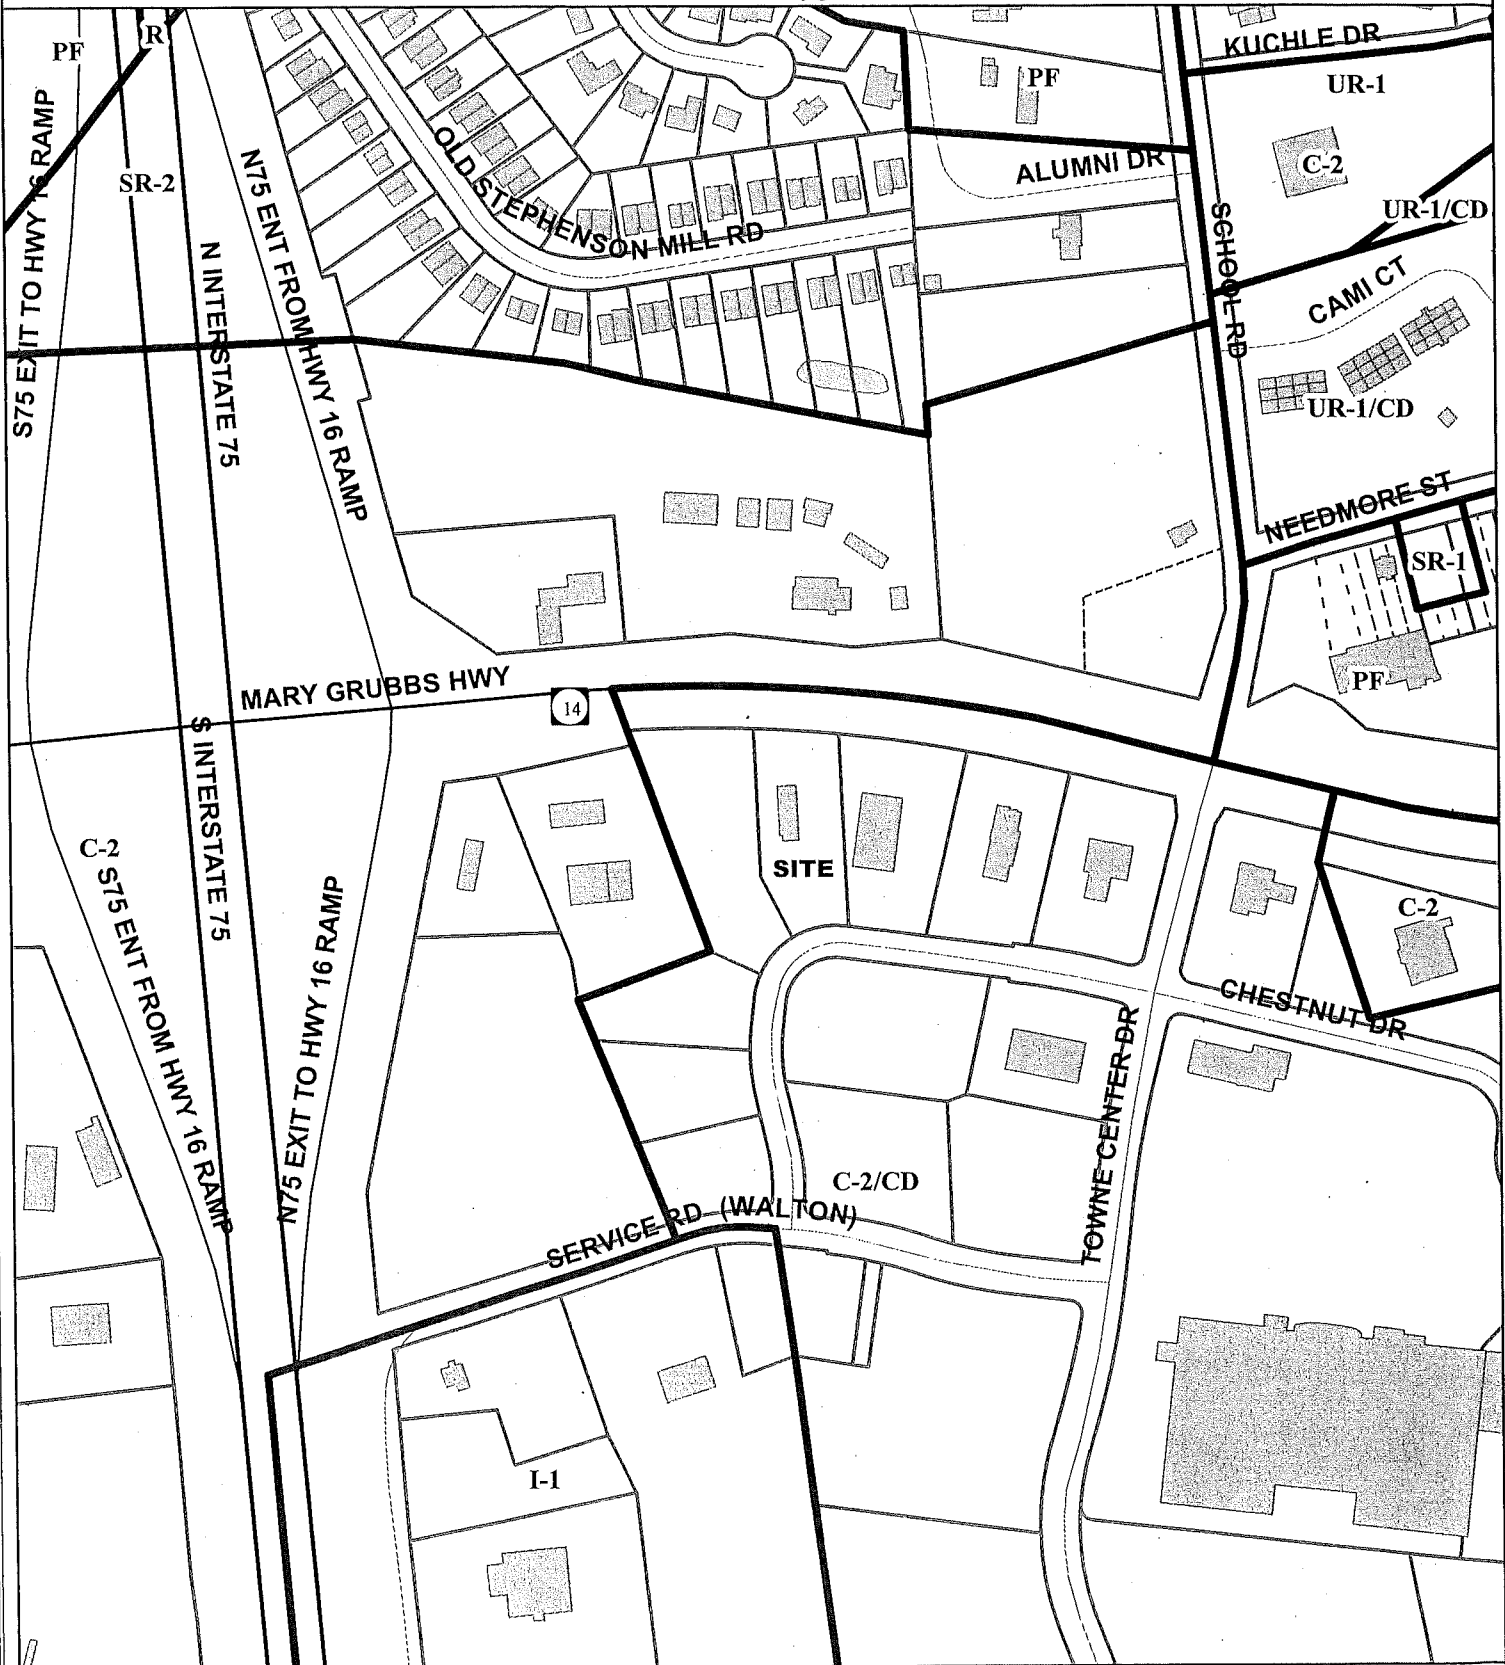 PF
R
KUCHLE DR
UR-1
PF
C-2
ALUMNI DR
SR-2
UR-1/CD
S75 EXIT TO HWY 16 RAMP
N INTERSTATE 75
N75 ENT FROM HWY 16 RAMP
OLD STEPHENSON MILL RD
SCHOOL RD
CAMI CT
UR-1/CD
NEEDMORE ST
SR-1
PF
MARY GRUBBS HWY
14
S INTERSTATE 75
C-2
SITE
C-2
S75 ENT FROM HWY 16 RAMP
N75 EXIT TO HWY 16 RAMP
CHESTNUT DR
TOWNE CENTER DR
C-2/CD
SERVICE RD (WALTON)
I-1